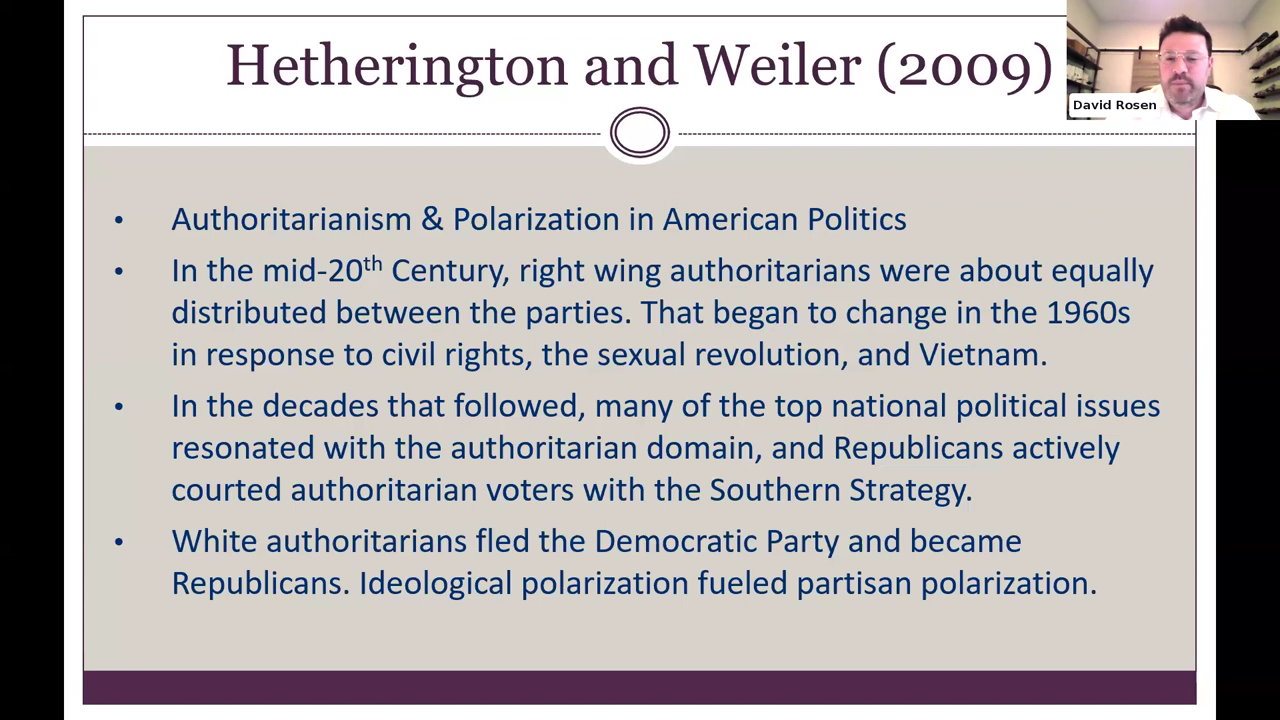 Hetherington and Weiler (2009)
David Rosen
• Authoritarianism & Polarization in American Politics
• In the mid-20th Century, right wing authoritarians were about equally
distributed between the parties. That began to change in the 1960s
in response to civil rights, the sexual revolution, and Vietnam.
• In the decades that followed, many of the top national political issues
resonated with the authoritarian domain, and Republicans actively
courted authoritarian voters with the Southern Strategy.
• White authoritarians fled the Democratic Party and became
Republicans. Ideological polarization fueled partisan polarization.